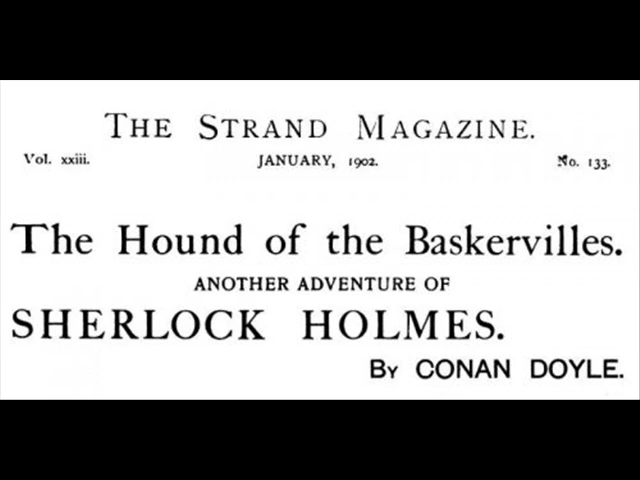 THE STRAND MAGAZINE.
Vol. xxiii. JANUARY, 1902. No. 133.
The Hound of the Baskervilles.
ANOTHER ADVENTURE OF
SHERLOCK HOLMES.
BY CONAN DOYLE.